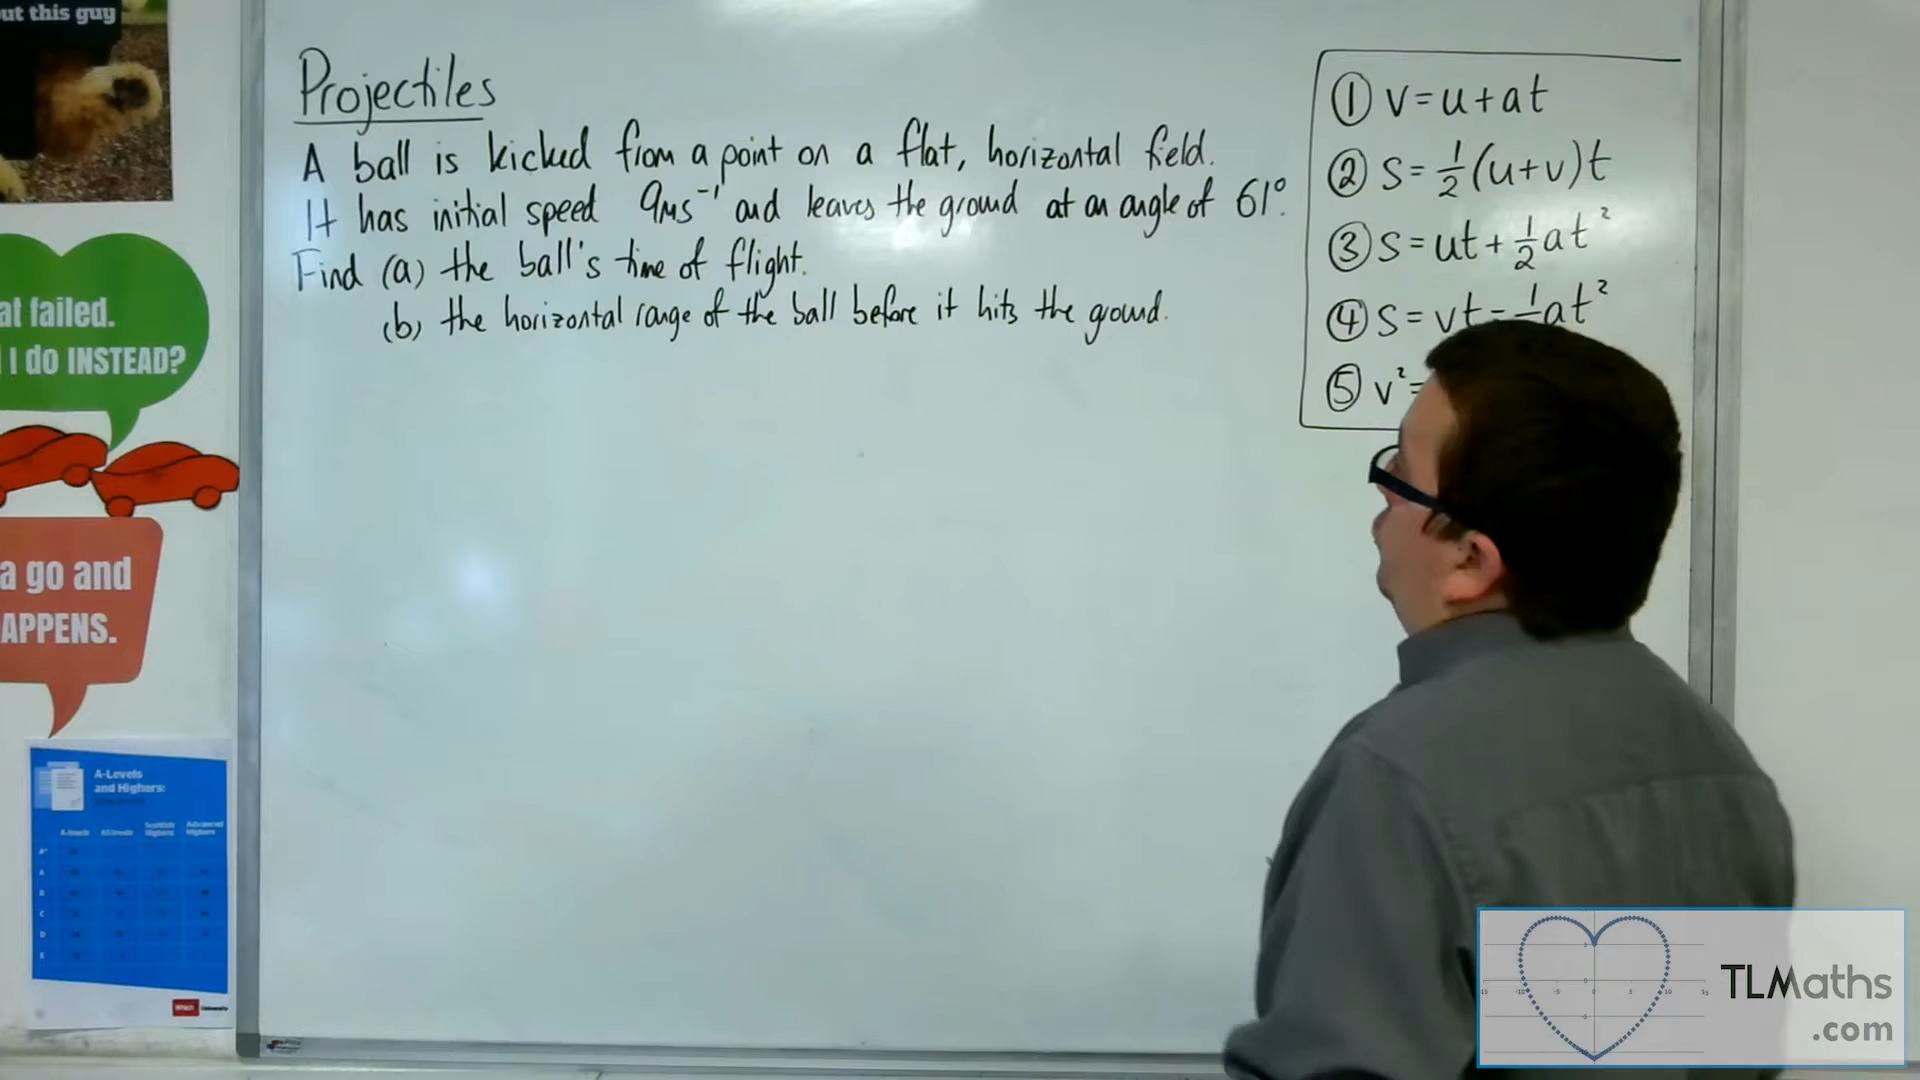 ut this guy
Projectiles
A ball is kicked from a point on a flat, horizontal field.
It has initial speed 9ms⁻¹ and leaves the ground at an angle of 61°.
Find (a) the ball's time of flight.
(b) the horizontal range of the ball before it hits the ground.
① v=u+at
② s=½(u+v)t
③ s=ut+½at²
④ s=vt-½at²
⑤ v²=
at failed.
I do INSTEAD?
a go and
APPENS.
A-Levels
and Highers:
Which
TLMaths
.com